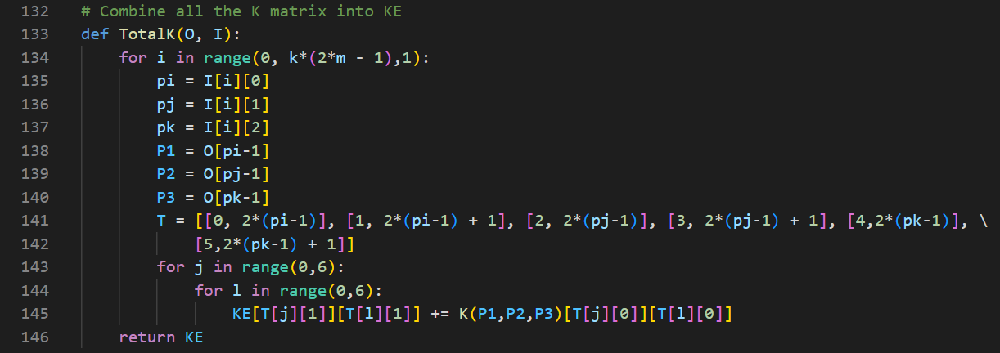 132 # Combine all the K matrix into KE
133 def TotalK(O, I):
134     for i in range(0, k*(2*m - 1),1):
135         pi = I[i][0]
136         pj = I[i][1]
137         pk = I[i][2]
138         P1 = O[pi-1]
139         P2 = O[pj-1]
140         P3 = O[pk-1]
141         T = [[0, 2*(pi-1)], [1, 2*(pi-1) + 1], [2, 2*(pj-1)], [3, 2*(pj-1) + 1], [4,2*(pk-1)], \
142             [5,2*(pk-1) + 1]]
143         for j in range(0,6):
144             for l in range(0,6):
145                 KE[T[j][1]][T[l][1]] += K(P1,P2,P3)[T[j][0]][T[l][0]]
146     return KE